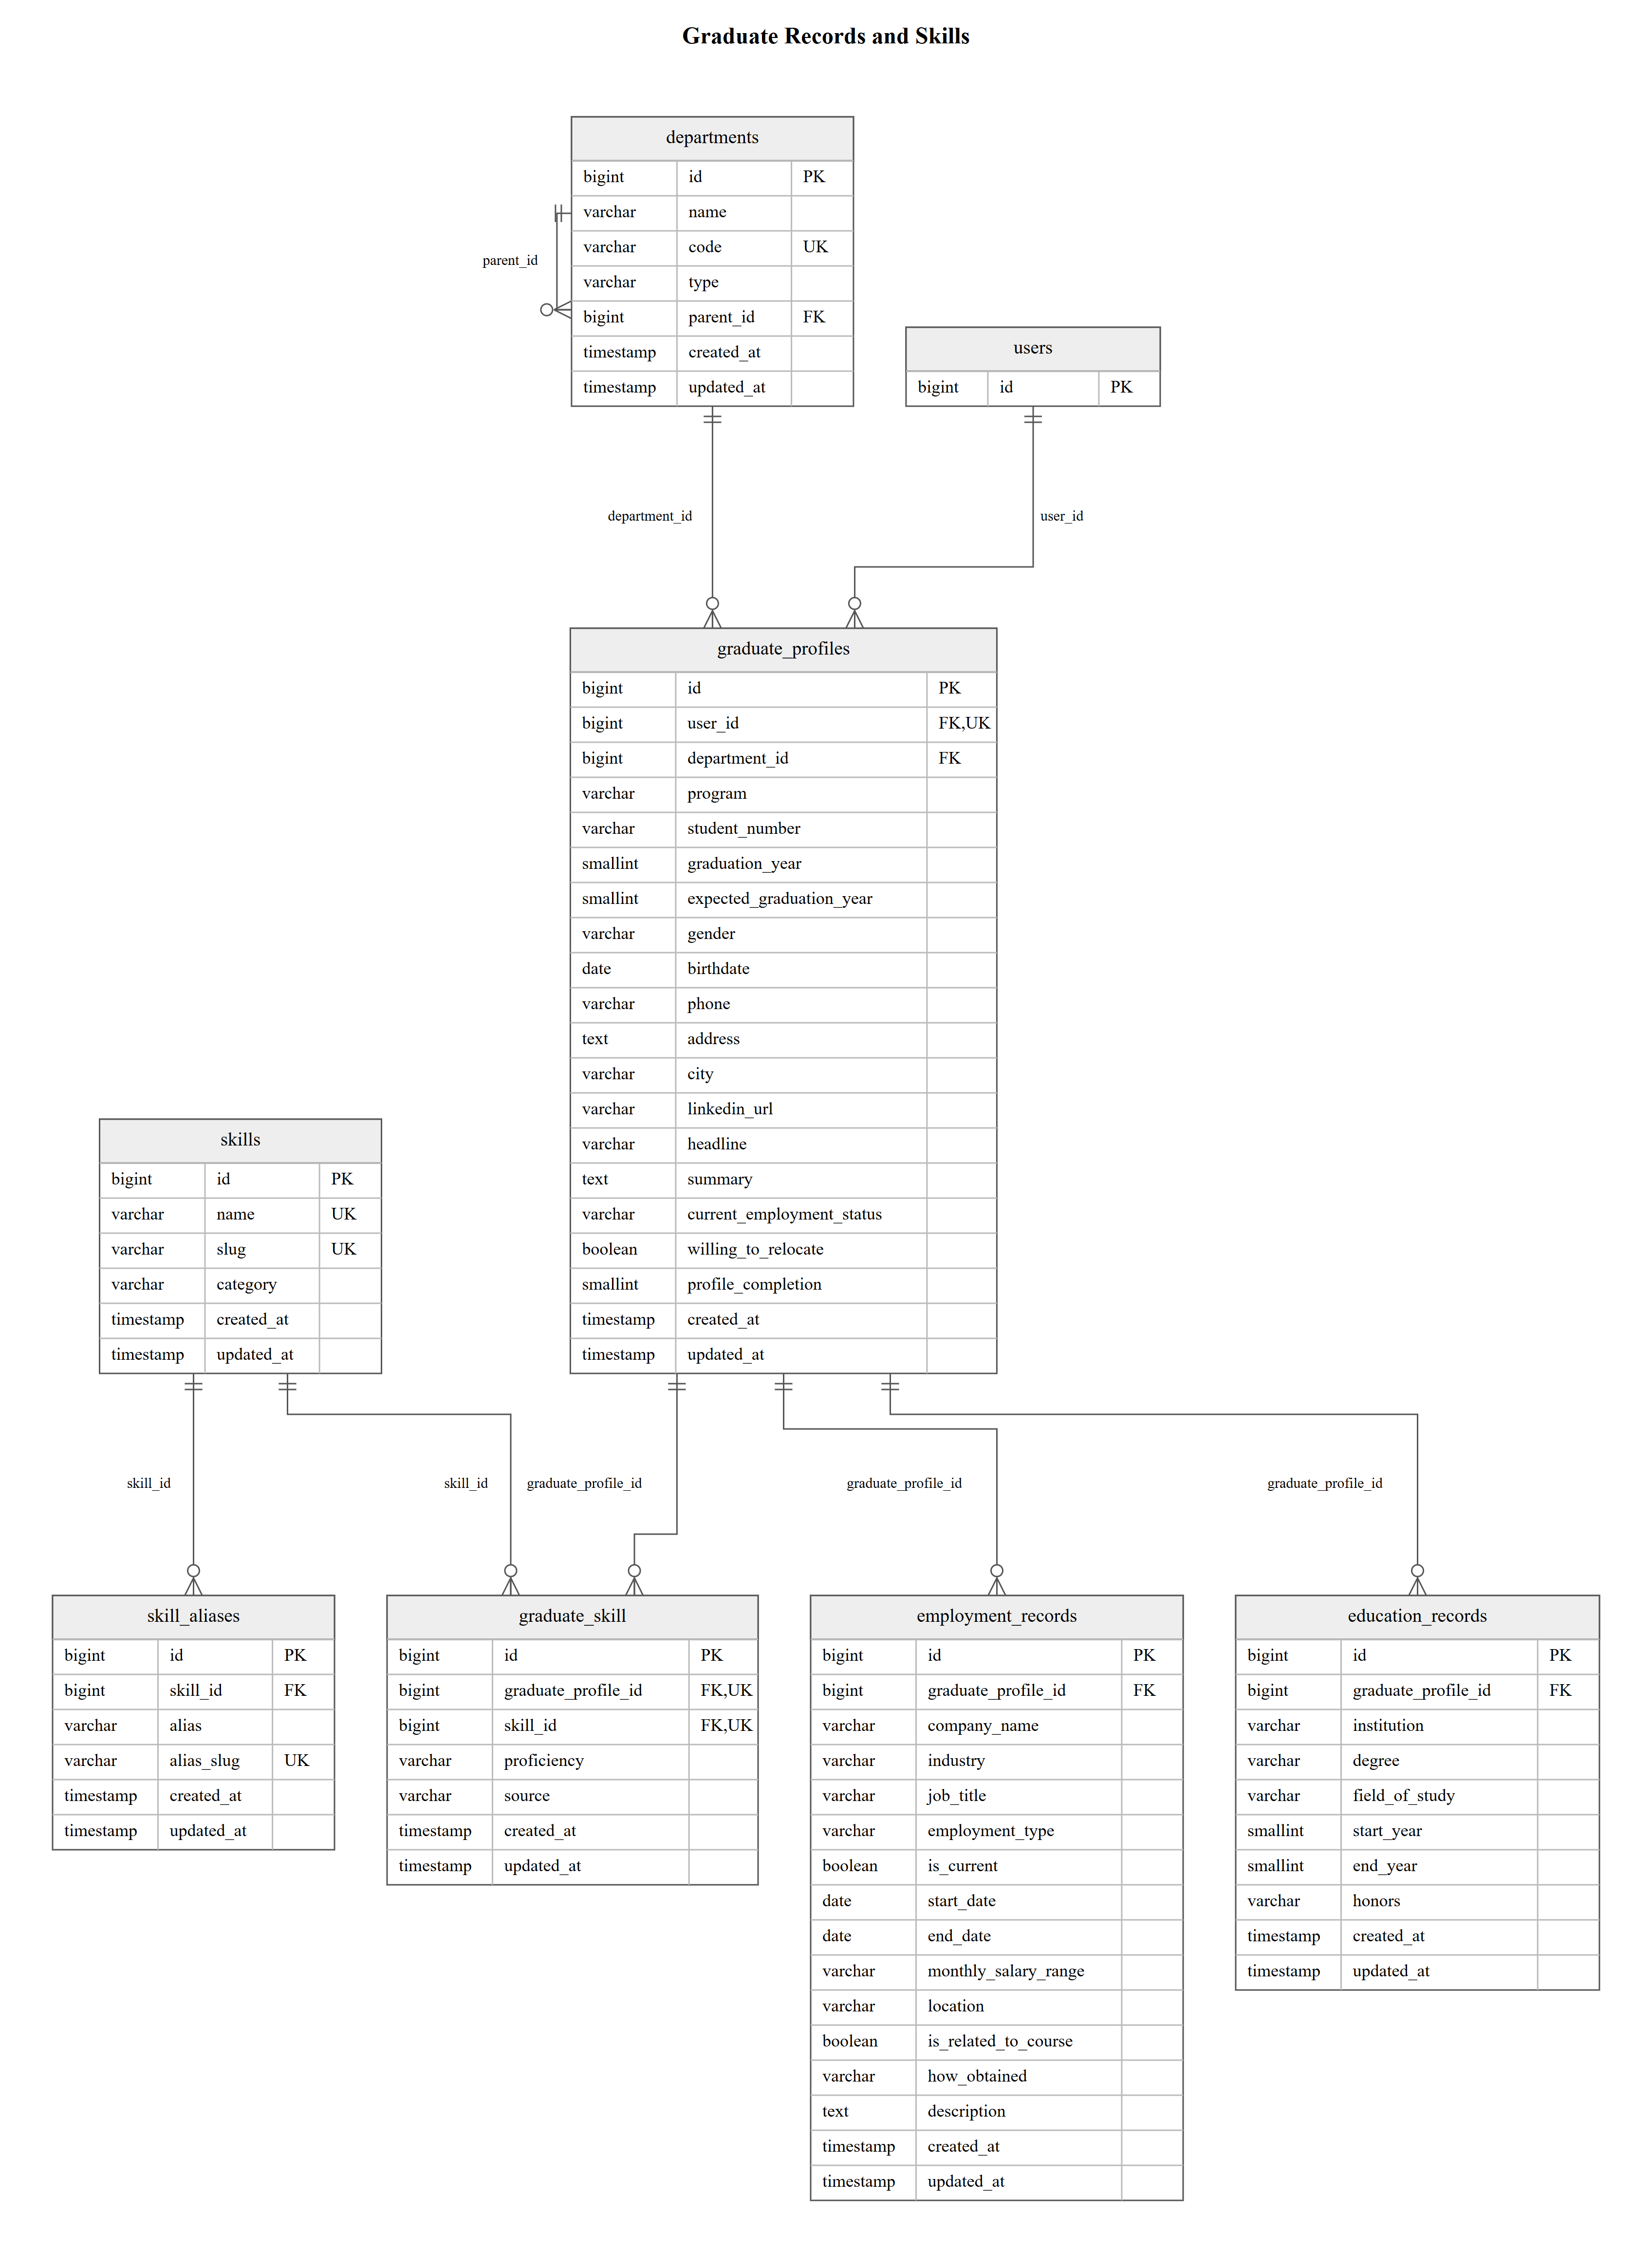 Graduate Records and Skills
departments
bigint id PK
varchar name
varchar code UK
varchar type
bigint parent_id FK
timestamp created_at
timestamp updated_at
parent_id
users
bigint id PK
department_id
user_id
graduate_profiles
bigint id PK
bigint user_id FK,UK
bigint department_id FK
varchar program
varchar student_number
smallint graduation_year
smallint expected_graduation_year
varchar gender
date birthdate
varchar phone
text address
varchar city
varchar linkedin_url
varchar headline
text summary
varchar current_employment_status
boolean willing_to_relocate
smallint profile_completion
timestamp created_at
timestamp updated_at
skills
bigint id PK
varchar name UK
varchar slug UK
varchar category
timestamp created_at
timestamp updated_at
skill_id
skill_id
graduate_profile_id
graduate_profile_id
graduate_profile_id
skill_aliases
bigint id PK
bigint skill_id FK
varchar alias
varchar alias_slug UK
timestamp created_at
timestamp updated_at
graduate_skill
bigint id PK
bigint graduate_profile_id FK,UK
bigint skill_id FK,UK
varchar proficiency
varchar source
timestamp created_at
timestamp updated_at
employment_records
bigint id PK
bigint graduate_profile_id FK
varchar company_name
varchar industry
varchar job_title
varchar employment_type
boolean is_current
date start_date
date end_date
varchar monthly_salary_range
varchar location
boolean is_related_to_course
varchar how_obtained
text description
timestamp created_at
timestamp updated_at
education_records
bigint id PK
bigint graduate_profile_id FK
varchar institution
varchar degree
varchar field_of_study
smallint start_year
smallint end_year
varchar honors
timestamp created_at
timestamp updated_at